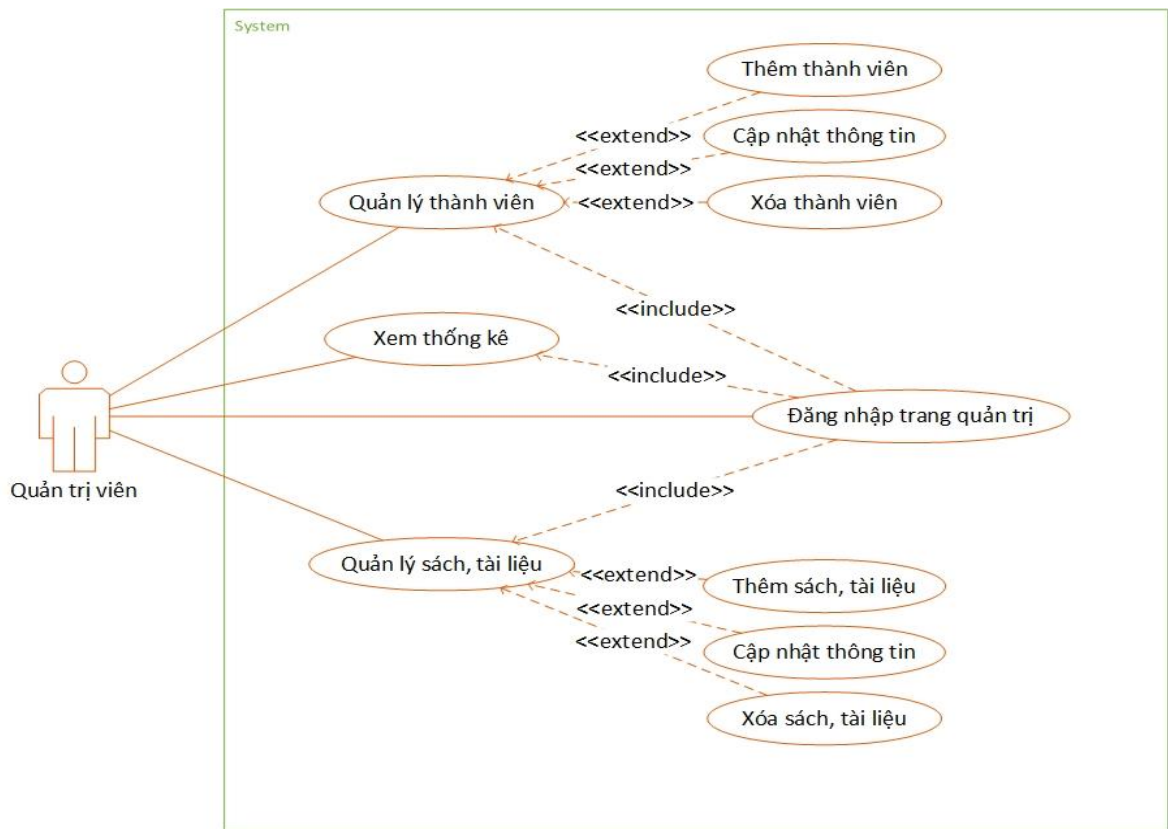 System
Thêm thành viên
<<extend>>
Cập nhật thông tin
<<extend>>
Quản lý thành viên
<<extend>>
Xóa thành viên
<<include>>
Xem thống kê
<<include>>
Đăng nhập trang quản trị
Quản trị viên
<<include>>
Quản lý sách, tài liệu
<<extend>>
Thêm sách, tài liệu
<<extend>>
<<extend>>
Cập nhật thông tin
Xóa sách, tài liệu